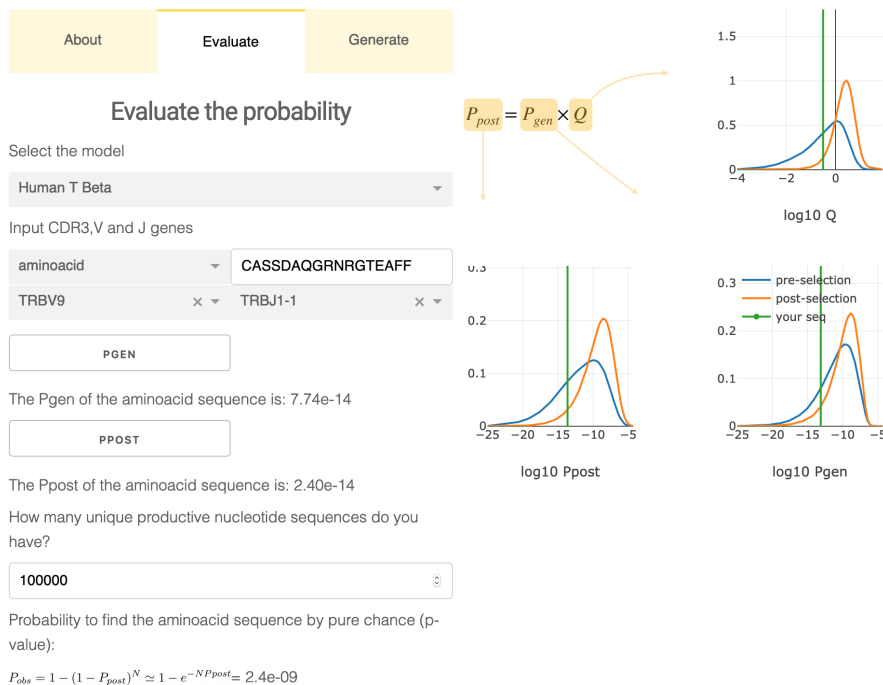 About
Evaluate
Generate
Evaluate the probability
Select the model
Human T Beta
Input CDR3,V and J genes
aminoacid
CASSDAQGRNRGTEAFF
TRBV9
TRBJ1-1
PGEN
The Pgen of the aminoacid sequence is: 7.74e-14
PPOST
The Ppost of the aminoacid sequence is: 2.40e-14
How many unique productive nucleotide sequences do you
have?
100000
Probability to find the aminoacid sequence by pure chance (p-
value):
P_obs = 1 − (1 − P_post)^N ≃ 1 − e^−NPpost= 2.4e-09
P_post = P_gen × Q
1.5
1
0.5
0
−4 −2 0
log10 Q
0.3
0.2
0.1
0
−25 −20 −15 −10 −5
log10 Ppost
0.3
0.2
0.1
0
pre-selection
post-selection
your seq
−25 −20 −15 −10 −5
log10 Pgen